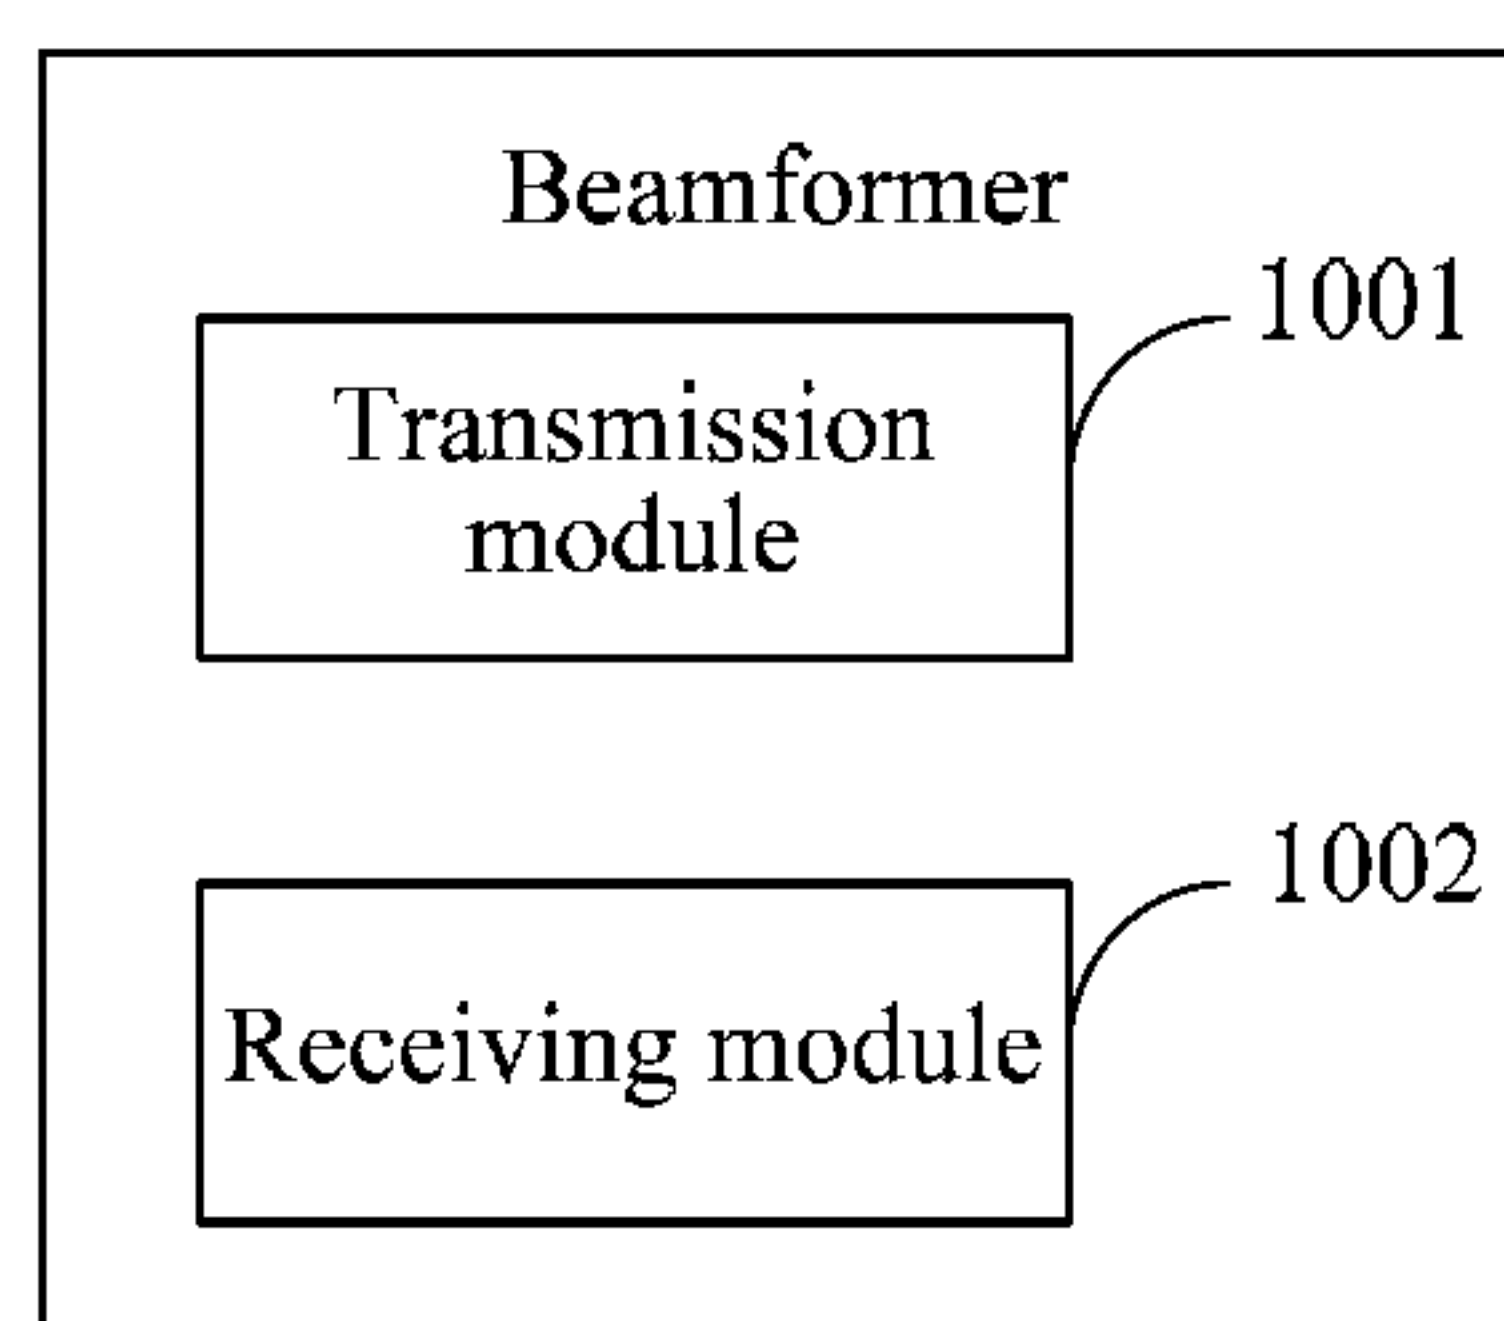 Beamformer
1001
Transmission
module
1002
Receiving module